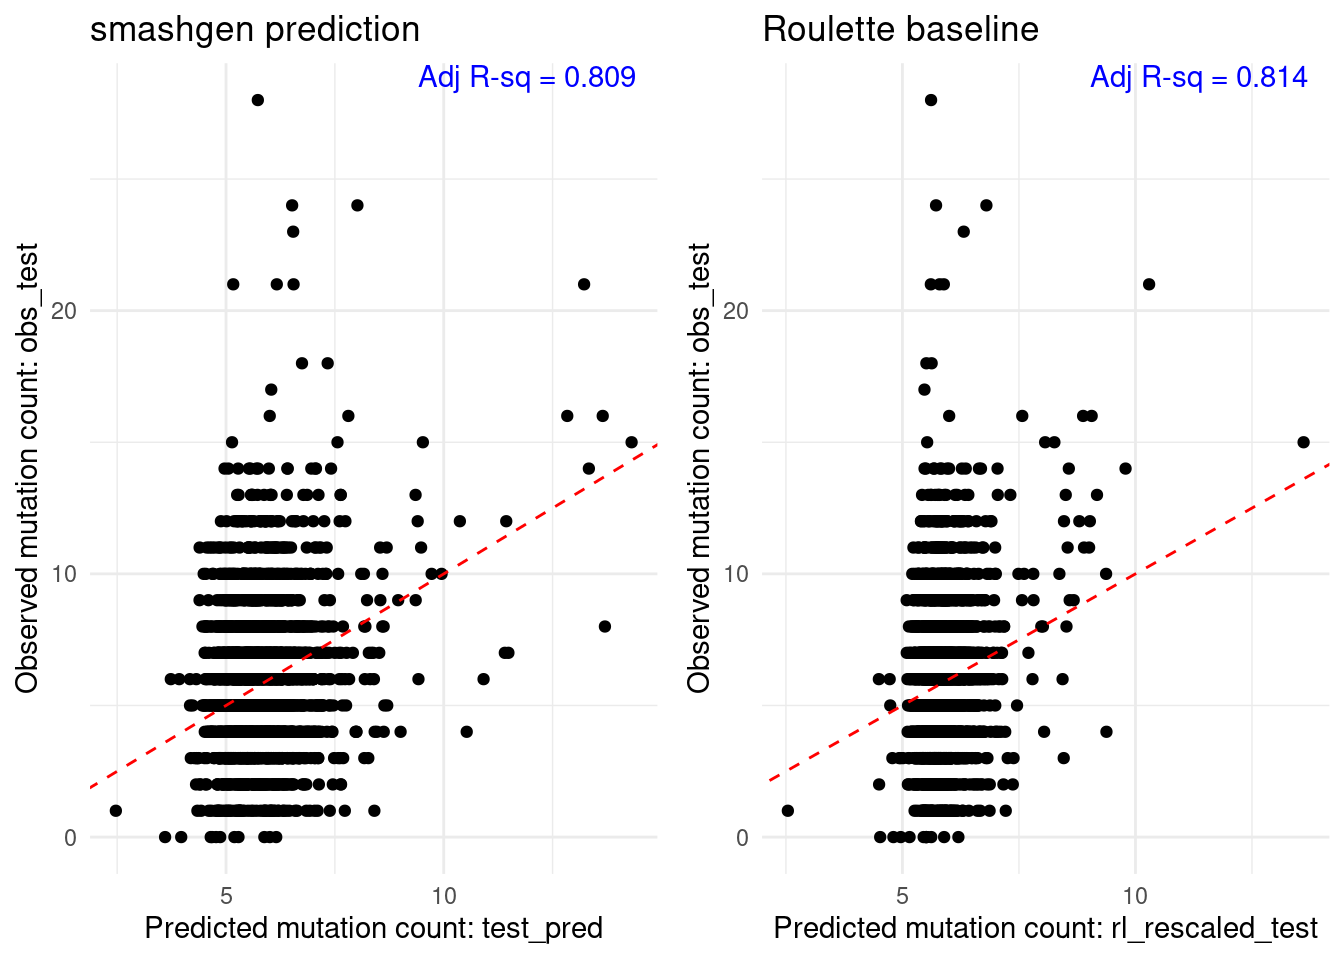 smashgen prediction
Adj R-sq = 0.809
Observed mutation count: obs_test
20
10
0
5
10
Predicted mutation count: test_pred
Roulette baseline
Adj R-sq = 0.814
Observed mutation count: obs_test
20
10
0
5
10
Predicted mutation count: rl_rescaled_test